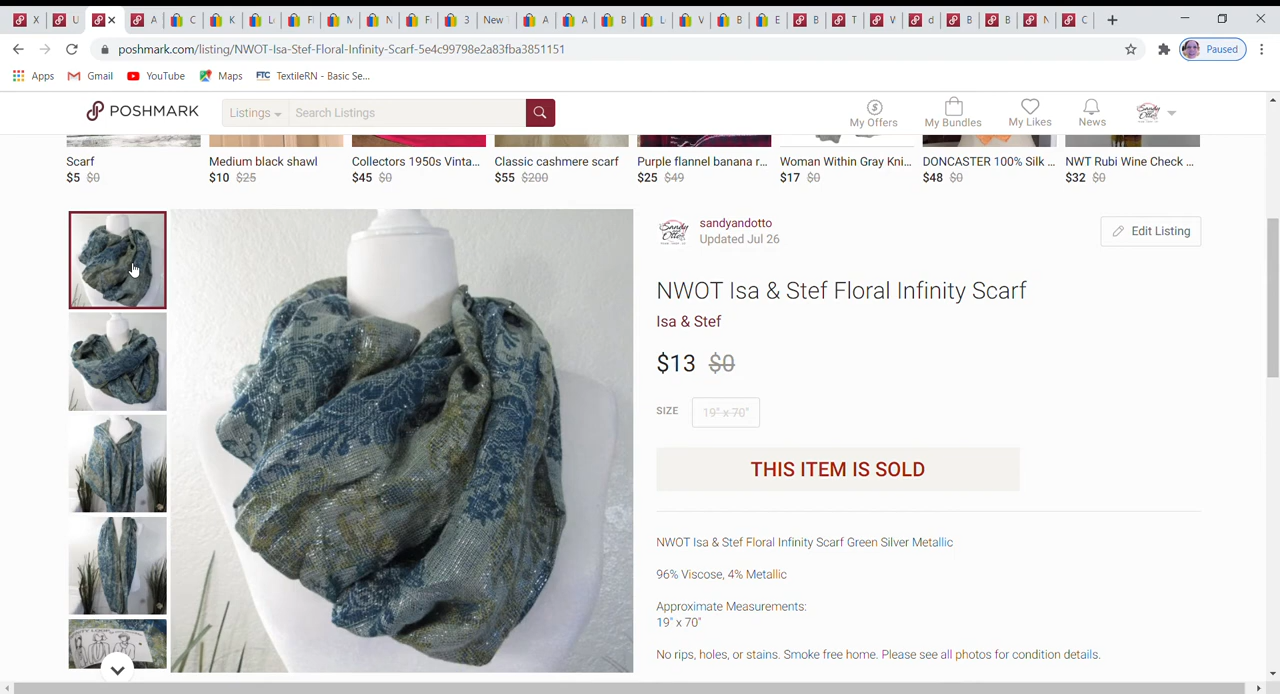 X U × A C K L Fl M N Fr 3 New T A A B L V B E B T V d B B N C
poshmark.com/listing/NWOT-Isa-Stef-Floral-Infinity-Scarf-5e4c99798e2a83fba3851151
Paused
Apps Gmail YouTube Maps FTC TextileRN - Basic Se...
POSHMARK Listings Search Listings My Offers My Bundles My Likes News
Scarf Medium black shawl Collectors 1950s Vinta... Classic cashmere scarf Purple flannel banana r... Woman Within Gray Kni... DONCASTER 100% Silk ... NWT Rubi Wine Check ...
$5 $0 $10 $25 $45 $0 $55 $200 $25 $49 $17 $0 $48 $0 $32 $0
sandyandotto
Updated Jul 26
Edit Listing
NWOT Isa & Stef Floral Infinity Scarf
Isa & Stef
$13 $0
SIZE 19" x 70"
THIS ITEM IS SOLD
NWOT Isa & Stef Floral Infinity Scarf Green Silver Metallic
96% Viscose, 4% Metallic
Approximate Measurements:
19" x 70"
No rips, holes, or stains. Smoke free home. Please see all photos for condition details.